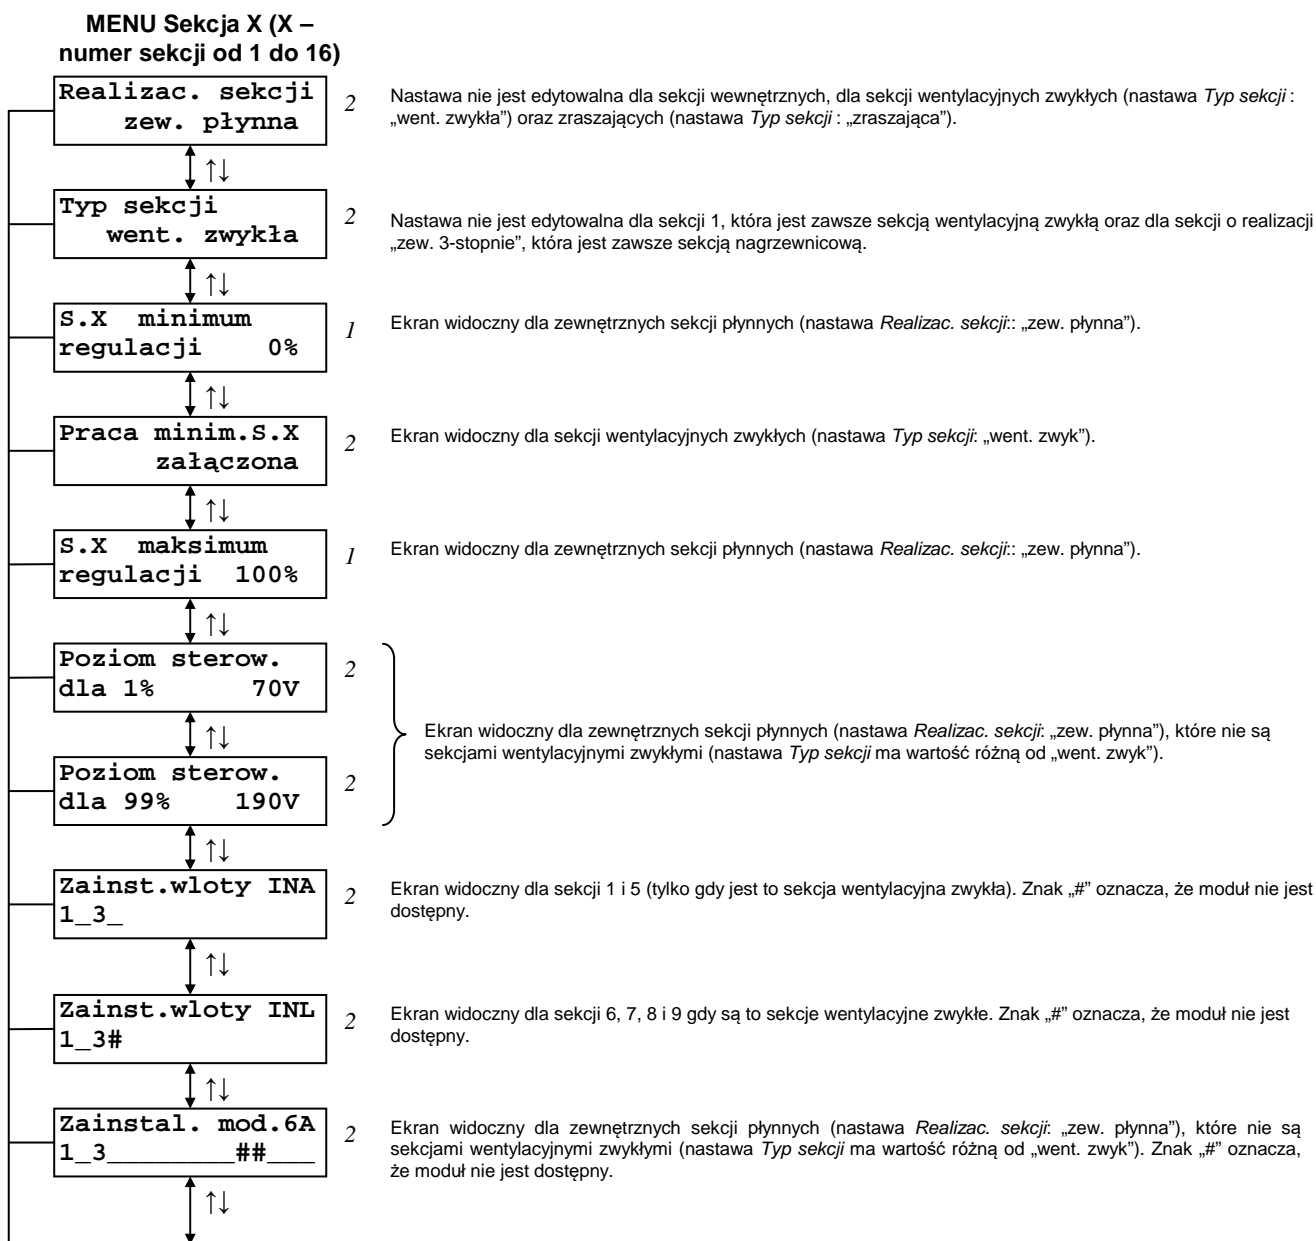 MENU Sekcja X (X –
numer sekcji od 1 do 16)
Realizac. sekcji
zew. płynna
2
Nastawa nie jest edytowalna dla sekcji wewnętrznych, dla sekcji wentylacyjnych zwykłych (nastawa Typ sekcji :
„went. zwykła”) oraz zraszających (nastawa Typ sekcji : „zraszająca”).
↑↓
Typ sekcji
went. zwykła
2
Nastawa nie jest edytowalna dla sekcji 1, która jest zawsze sekcją wentylacyjną zwykłą oraz dla sekcji o realizacji
„zew. 3-stopnie”, która jest zawsze sekcją nagrzewnicową.
↑↓
S.X minimum
regulacji 0%
1
Ekran widoczny dla zewnętrznych sekcji płynnych (nastawa Realizac. sekcji:: „zew. płynna”).
↑↓
Praca minim.S.X
załączona
2
Ekran widoczny dla sekcji wentylacyjnych zwykłych (nastawa Typ sekcji: „went. zwyk”).
↑↓
S.X maksimum
regulacji 100%
1
Ekran widoczny dla zewnętrznych sekcji płynnych (nastawa Realizac. sekcji:: „zew. płynna”).
↑↓
Poziom sterow.
dla 1% 70V
2
↑↓
Ekran widoczny dla zewnętrznych sekcji płynnych (nastawa Realizac. sekcji: „zew. płynna”), które nie są
sekcjami wentylacyjnymi zwykłymi (nastawa Typ sekcji ma wartość różną od „went. zwyk”).
Poziom sterow.
dla 99% 190V
2
↑↓
Zainst.wloty INA
1_3_
2
Ekran widoczny dla sekcji 1 i 5 (tylko gdy jest to sekcja wentylacyjna zwykła). Znak „#” oznacza, że moduł nie jest
dostępny.
↑↓
Zainst.wloty INL
1_3#
2
Ekran widoczny dla sekcji 6, 7, 8 i 9 gdy są to sekcje wentylacyjne zwykłe. Znak „#” oznacza, że moduł nie jest
dostępny.
↑↓
Zainstal. mod.6A
1_3________##___
2
Ekran widoczny dla zewnętrznych sekcji płynnych (nastawa Realizac. sekcji: „zew. płynna”), które nie są
sekcjami wentylacyjnymi zwykłymi (nastawa Typ sekcji ma wartość różną od „went. zwyk”). Znak „#” oznacza,
że moduł nie jest dostępny.
↑↓